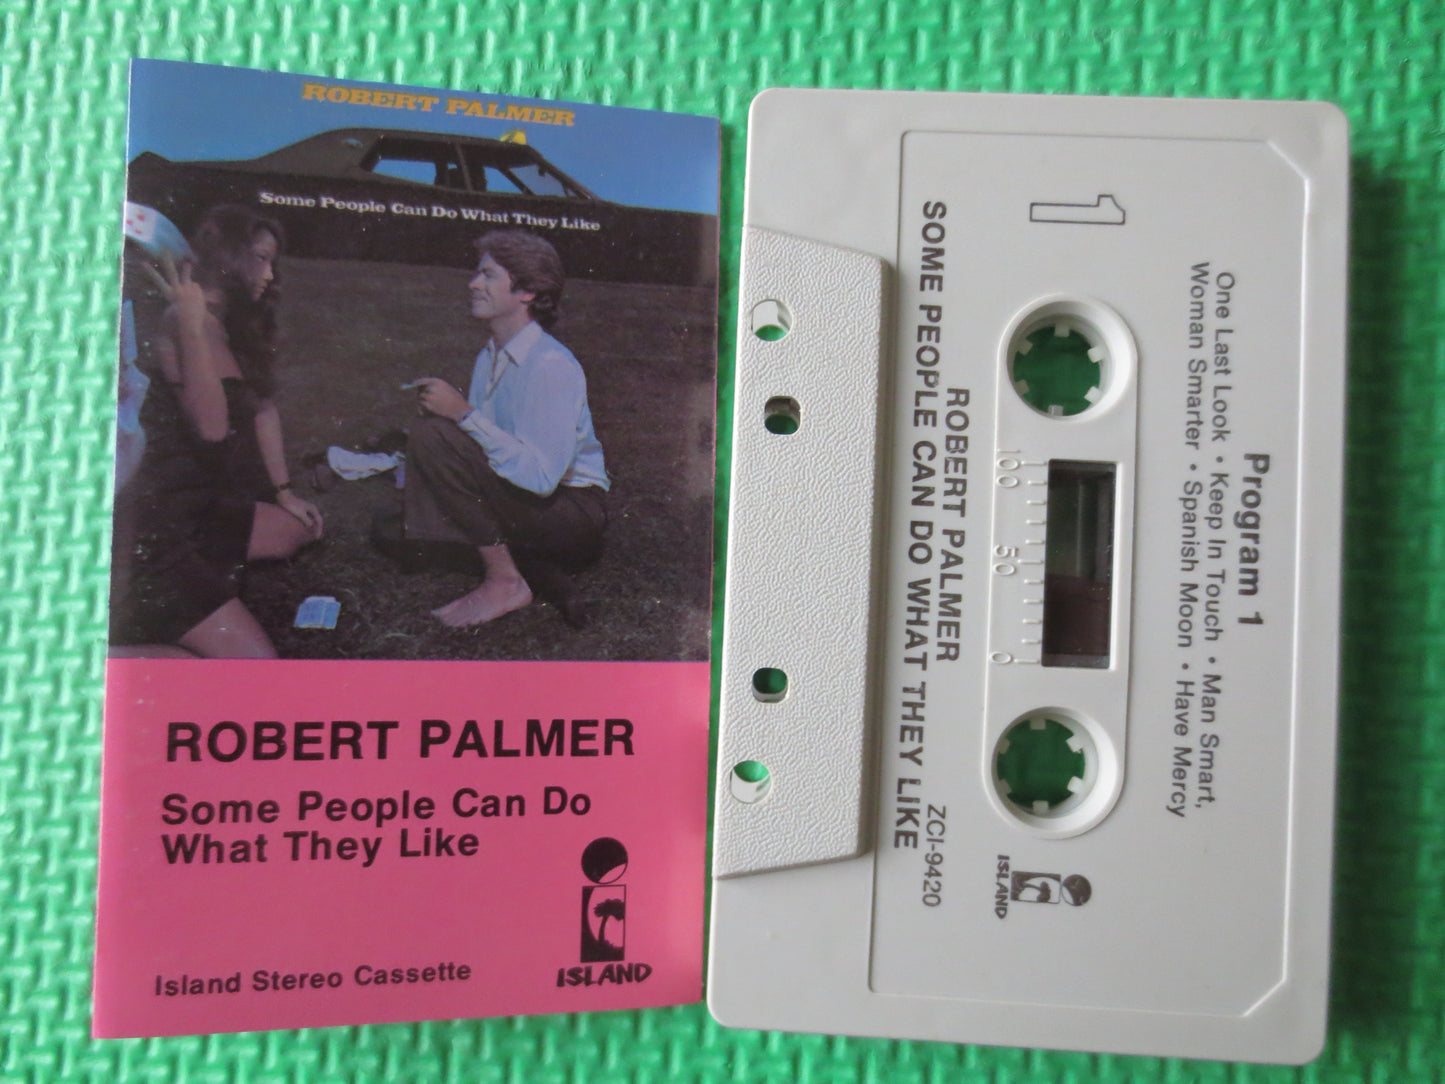 ROBERT PALMER
Some People Can Do What They Like
ROBERT PALMER
Some People Can Do
What They Like
ISLAND
Island Stereo Cassette
1
Program 1
One Last Look • Keep In Touch • Man Smart,
Woman Smarter • Spanish Moon • Have Mercy
100 50 0
ISLAND
ROBERT PALMER
ZCI-9420
SOME PEOPLE CAN DO WHAT THEY LIKE